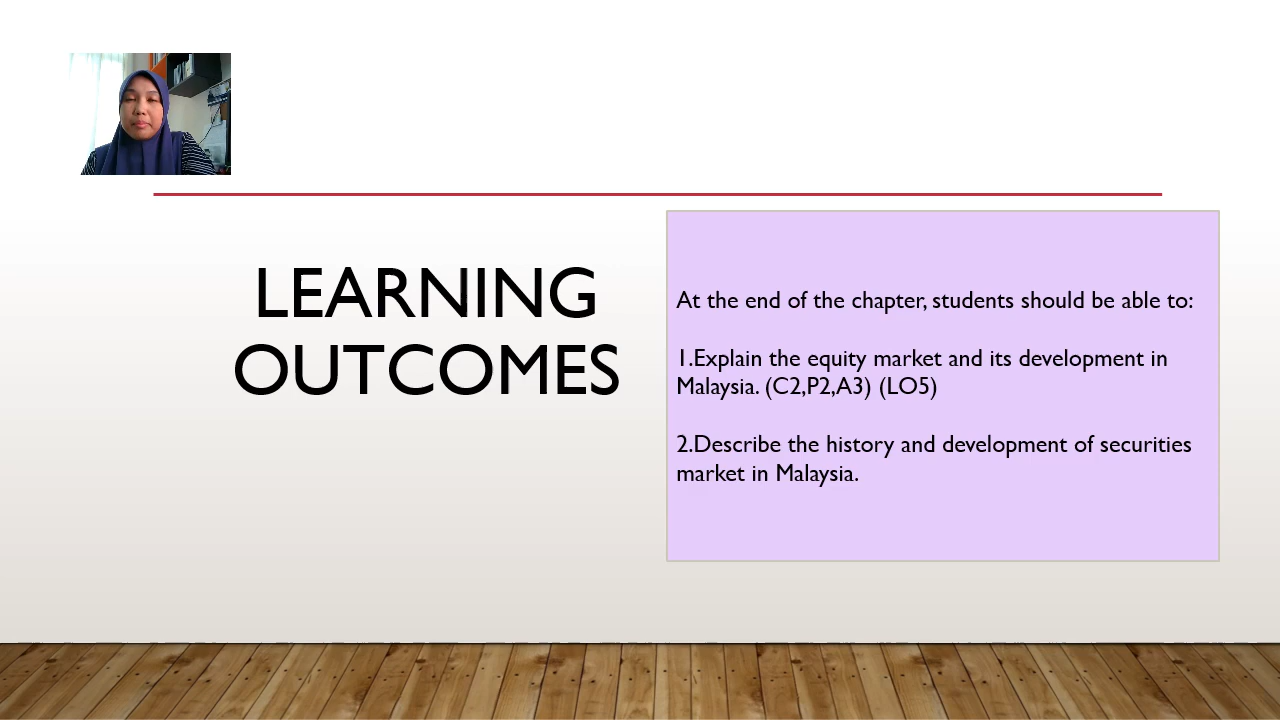 LEARNING
OUTCOMES
At the end of the chapter, students should be able to:
1.Explain the equity market and its development in
Malaysia. (C2,P2,A3) (LO5)
2.Describe the history and development of securities
market in Malaysia.